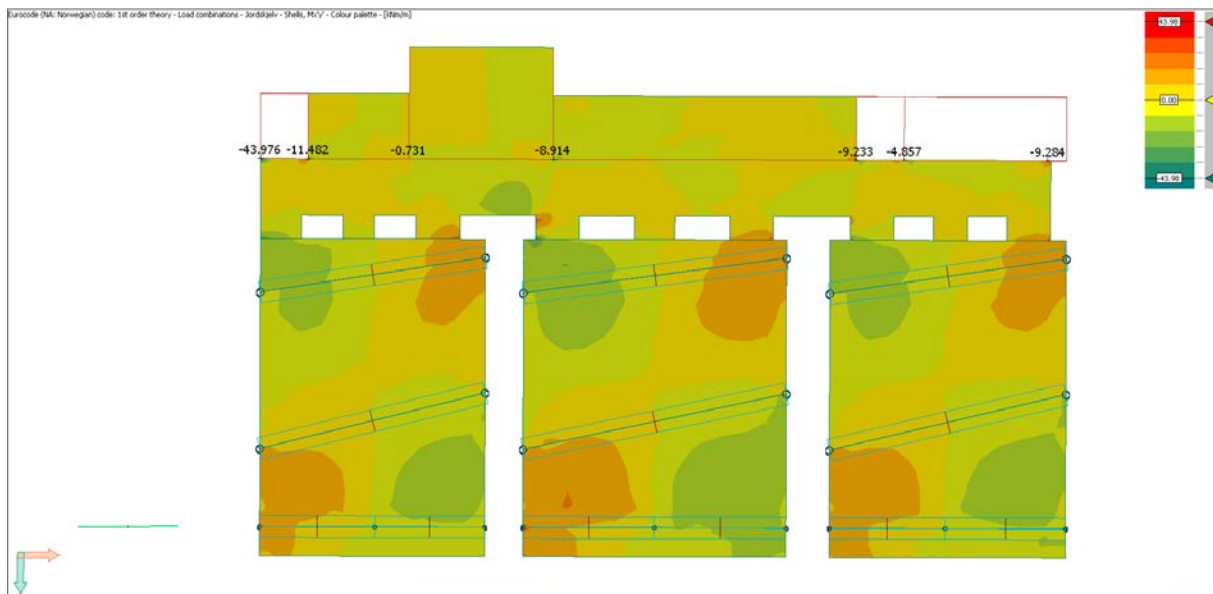 Eurocode (NA: Norwegian) code: 1st order theory - Load combinations - Jordskjelv - Shells, Mx'y' - Colour palette - [kNm/m]
43.98
0.00
-43.98
-43.976 -11.482 -0.731 -8.914 -9.233 -4.857 -9.284